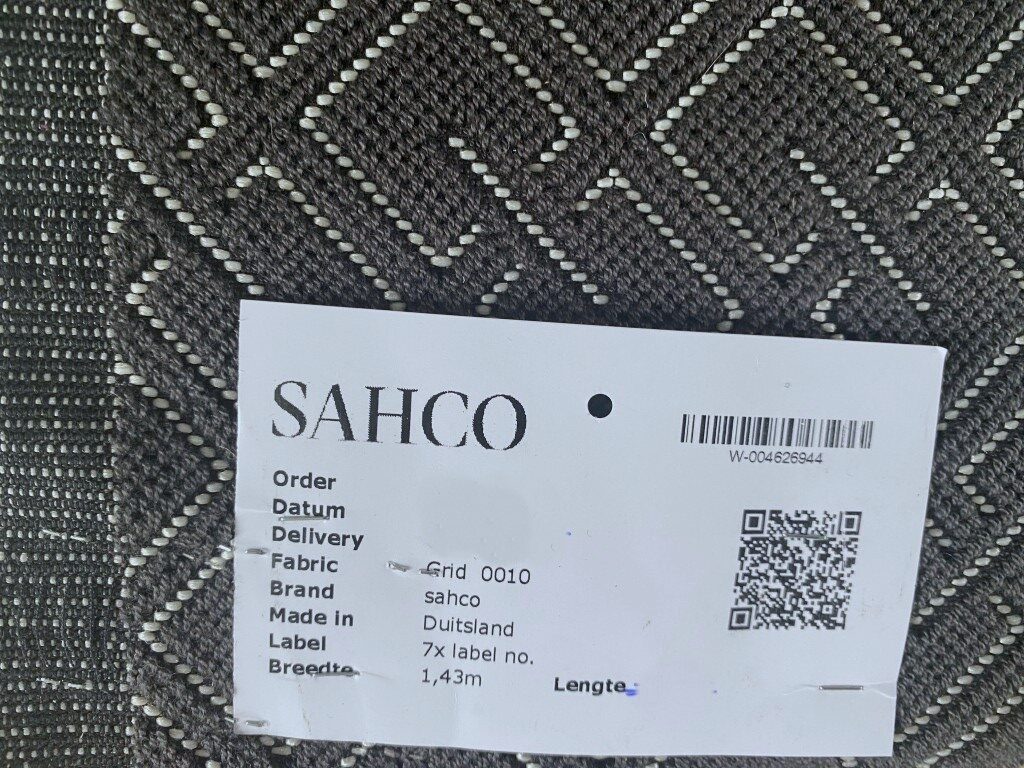 SAHCO
W-004626944
Order
Datum
Delivery
Fabric Grid 0010
Brand sahco
Made in Duitsland
Label 7x label no.
Breedte 1,43m Lengte